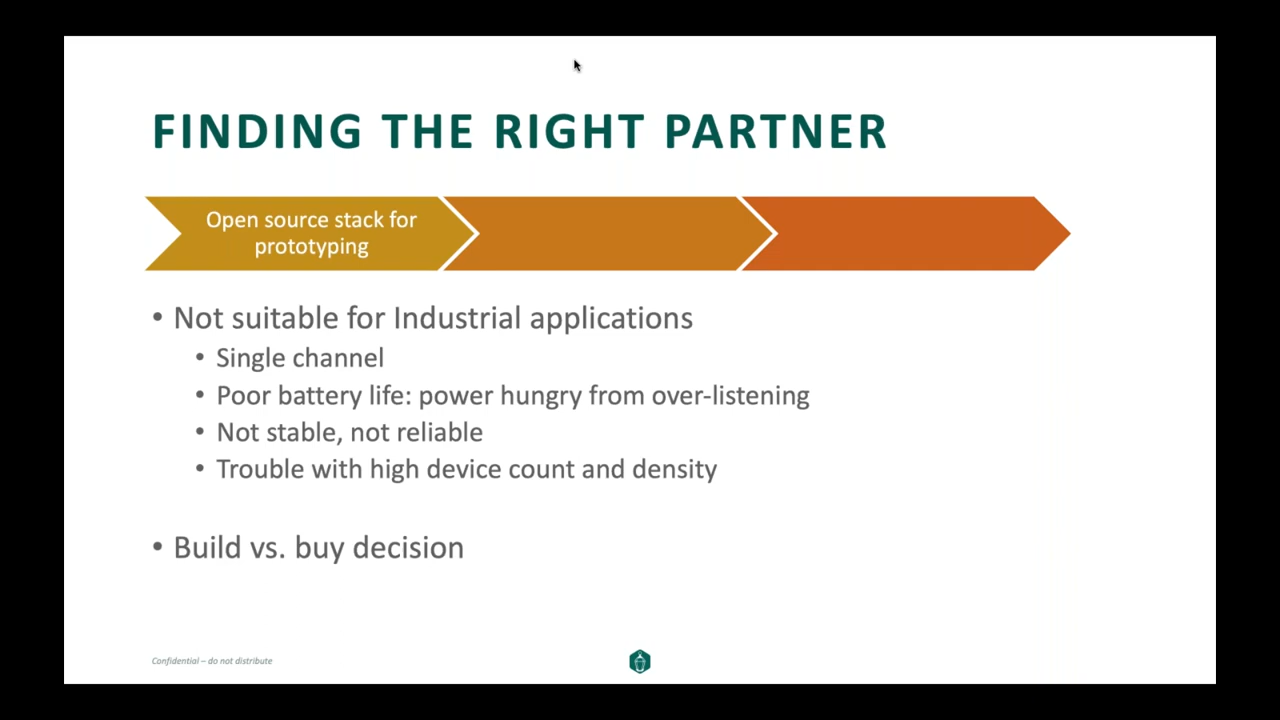 FINDING THE RIGHT PARTNER
Open source stack for
prototyping
• Not suitable for Industrial applications
• Single channel
• Poor battery life: power hungry from over-listening
• Not stable, not reliable
• Trouble with high device count and density
• Build vs. buy decision
Confidential – do not distribute